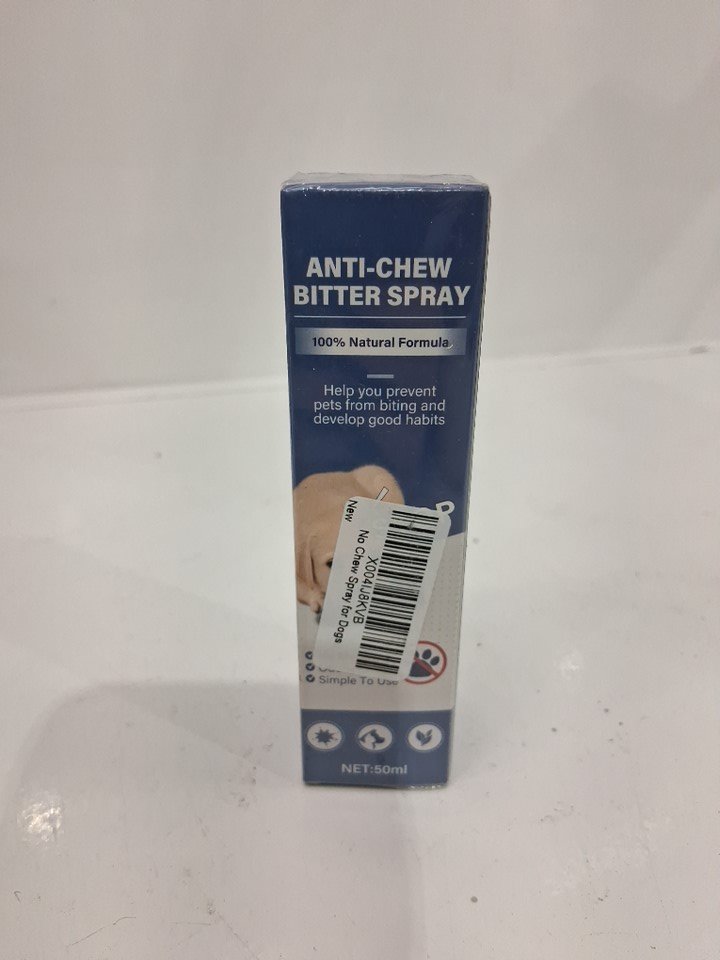 ANTI-CHEW
BITTER SPRAY
100% Natural Formula
Help you prevent
pets from biting and
develop good habits
X004IJ8KVB
No Chew Spray for Dogs
New
Simple To Use
NET:50ml